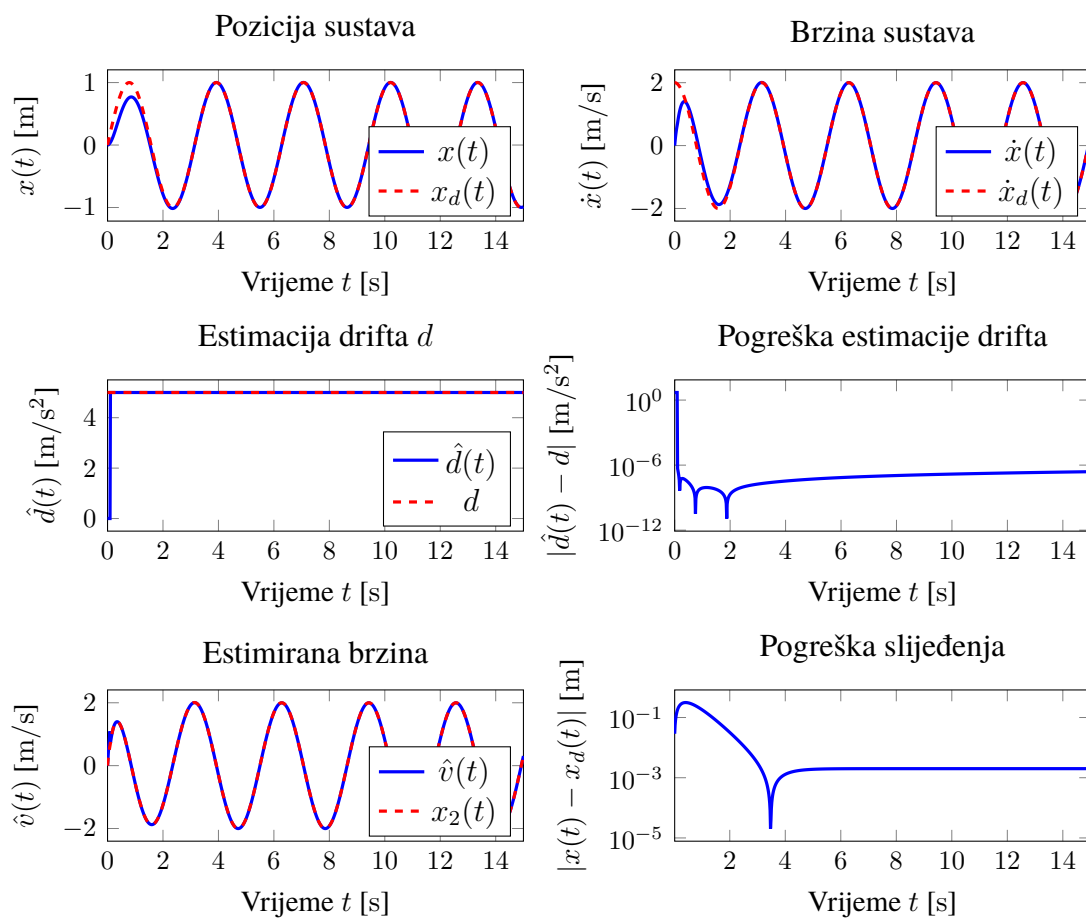 Pozicija sustava
x(t) [m]
1
0
−1
x(t)
x_d(t)
0 2 4 6 8 10 12 14
Vrijeme t [s]
Brzina sustava
ẋ(t) [m/s]
2
0
−2
ẋ(t)
ẋ_d(t)
0 2 4 6 8 10 12 14
Vrijeme t [s]
Estimacija drifta d
d̂(t) [m/s²]
4
2
0
d̂(t)
d
0 2 4 6 8 10 12 14
Vrijeme t [s]
Pogreška estimacije drifta
|d̂(t) − d| [m/s²]
10⁰
10⁻⁶
10⁻¹²
0 2 4 6 8 10 12 14
Vrijeme t [s]
Estimirana brzina
v̂(t) [m/s]
2
0
−2
v̂(t)
x₂(t)
0 2 4 6 8 10 12 14
Vrijeme t [s]
Pogreška slijeđenja
|x(t) − x_d(t)| [m]
10⁻¹
10⁻³
10⁻⁵
0 2 4 6 8 10 12 14
Vrijeme t [s]